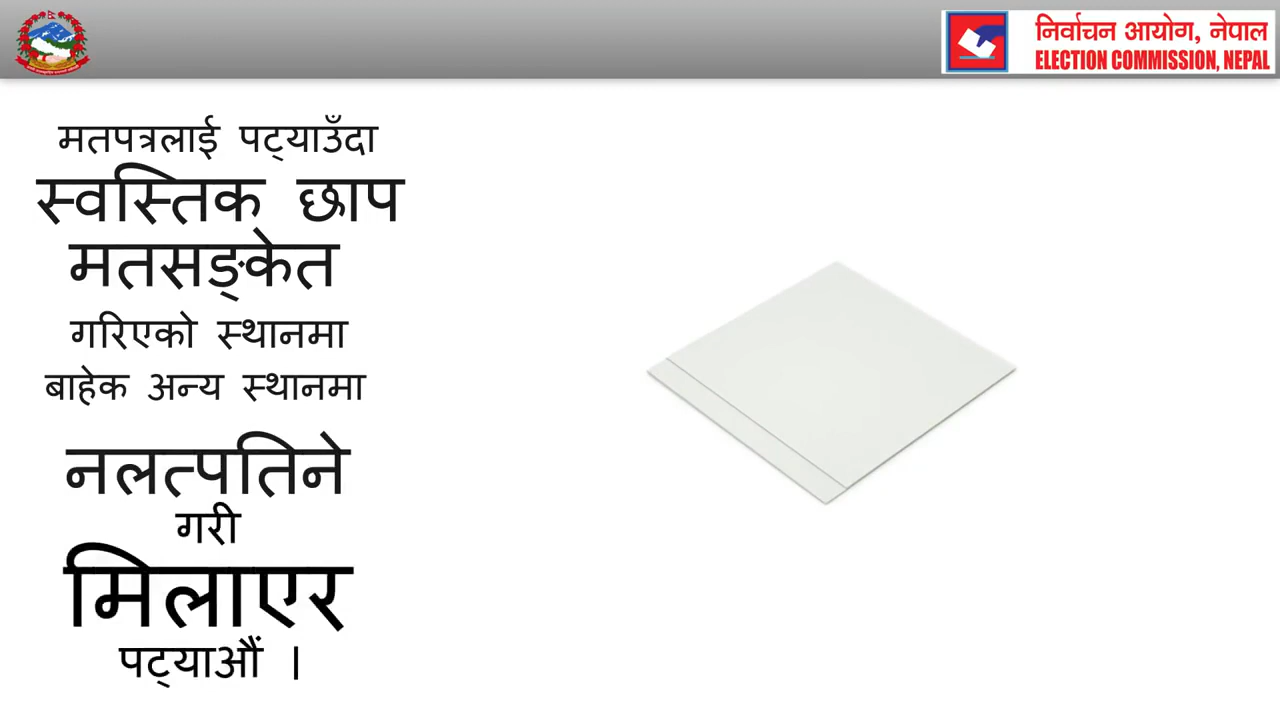 निर्वाचन आयोग, नेपाल
ELECTION COMMISSION, NEPAL
मतपत्रलाई पट्याउँदा
स्वस्तिक छाप
मतसङ्केत
गरिएको स्थानमा
बाहेक अन्य स्थानमा
नलत्पतिने
गरी
मिलाएर
पट्याऔं ।